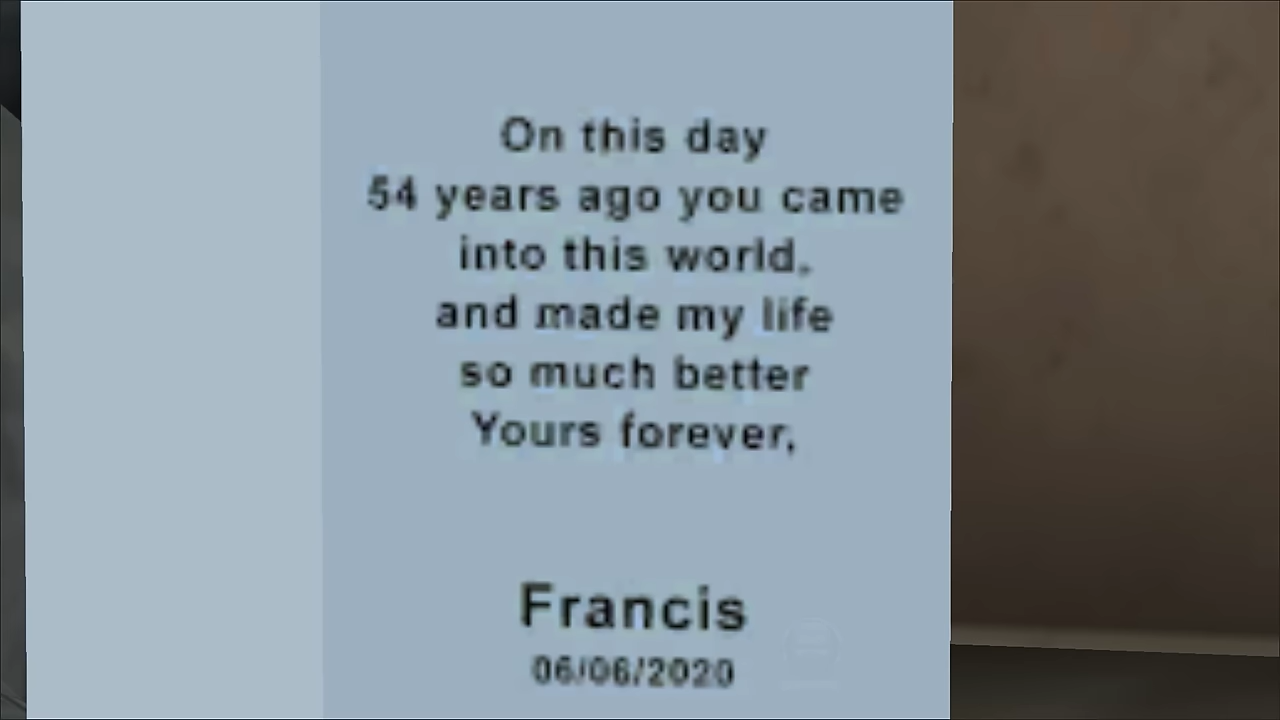 On this day
54 years ago you came
into this world,
and made my life
so much better
Yours forever,
Francis
06/06/2020